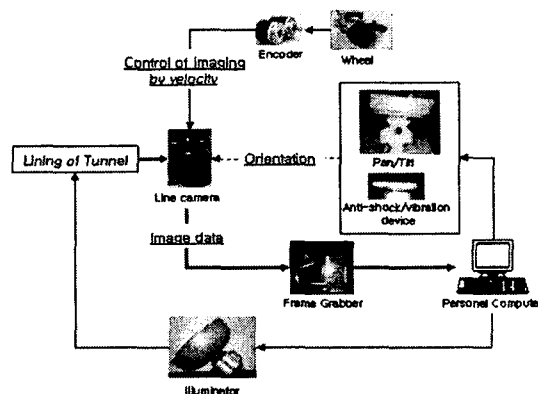 Encoder
Wheel
Control of imaging
by velocity
Lining of Tunnel
Orientation
Pan/Tilt
Line camera
Anti-shock/vibration
device
Image data
Frame Grabber
Personal Compute
Illuminator